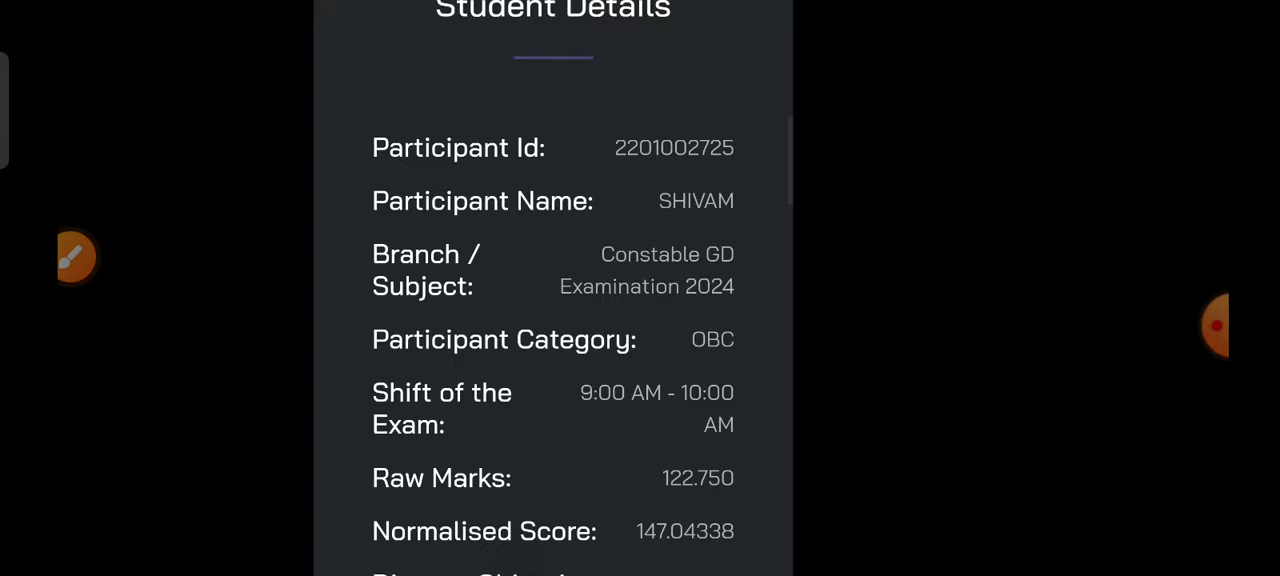 Student Details
Participant Id: 2201002725
Participant Name: SHIVAM
Branch / Constable GD
Subject: Examination 2024
Participant Category: OBC
Shift of the 9:00 AM - 10:00
Exam: AM
Raw Marks: 122.750
Normalised Score: 147.04338